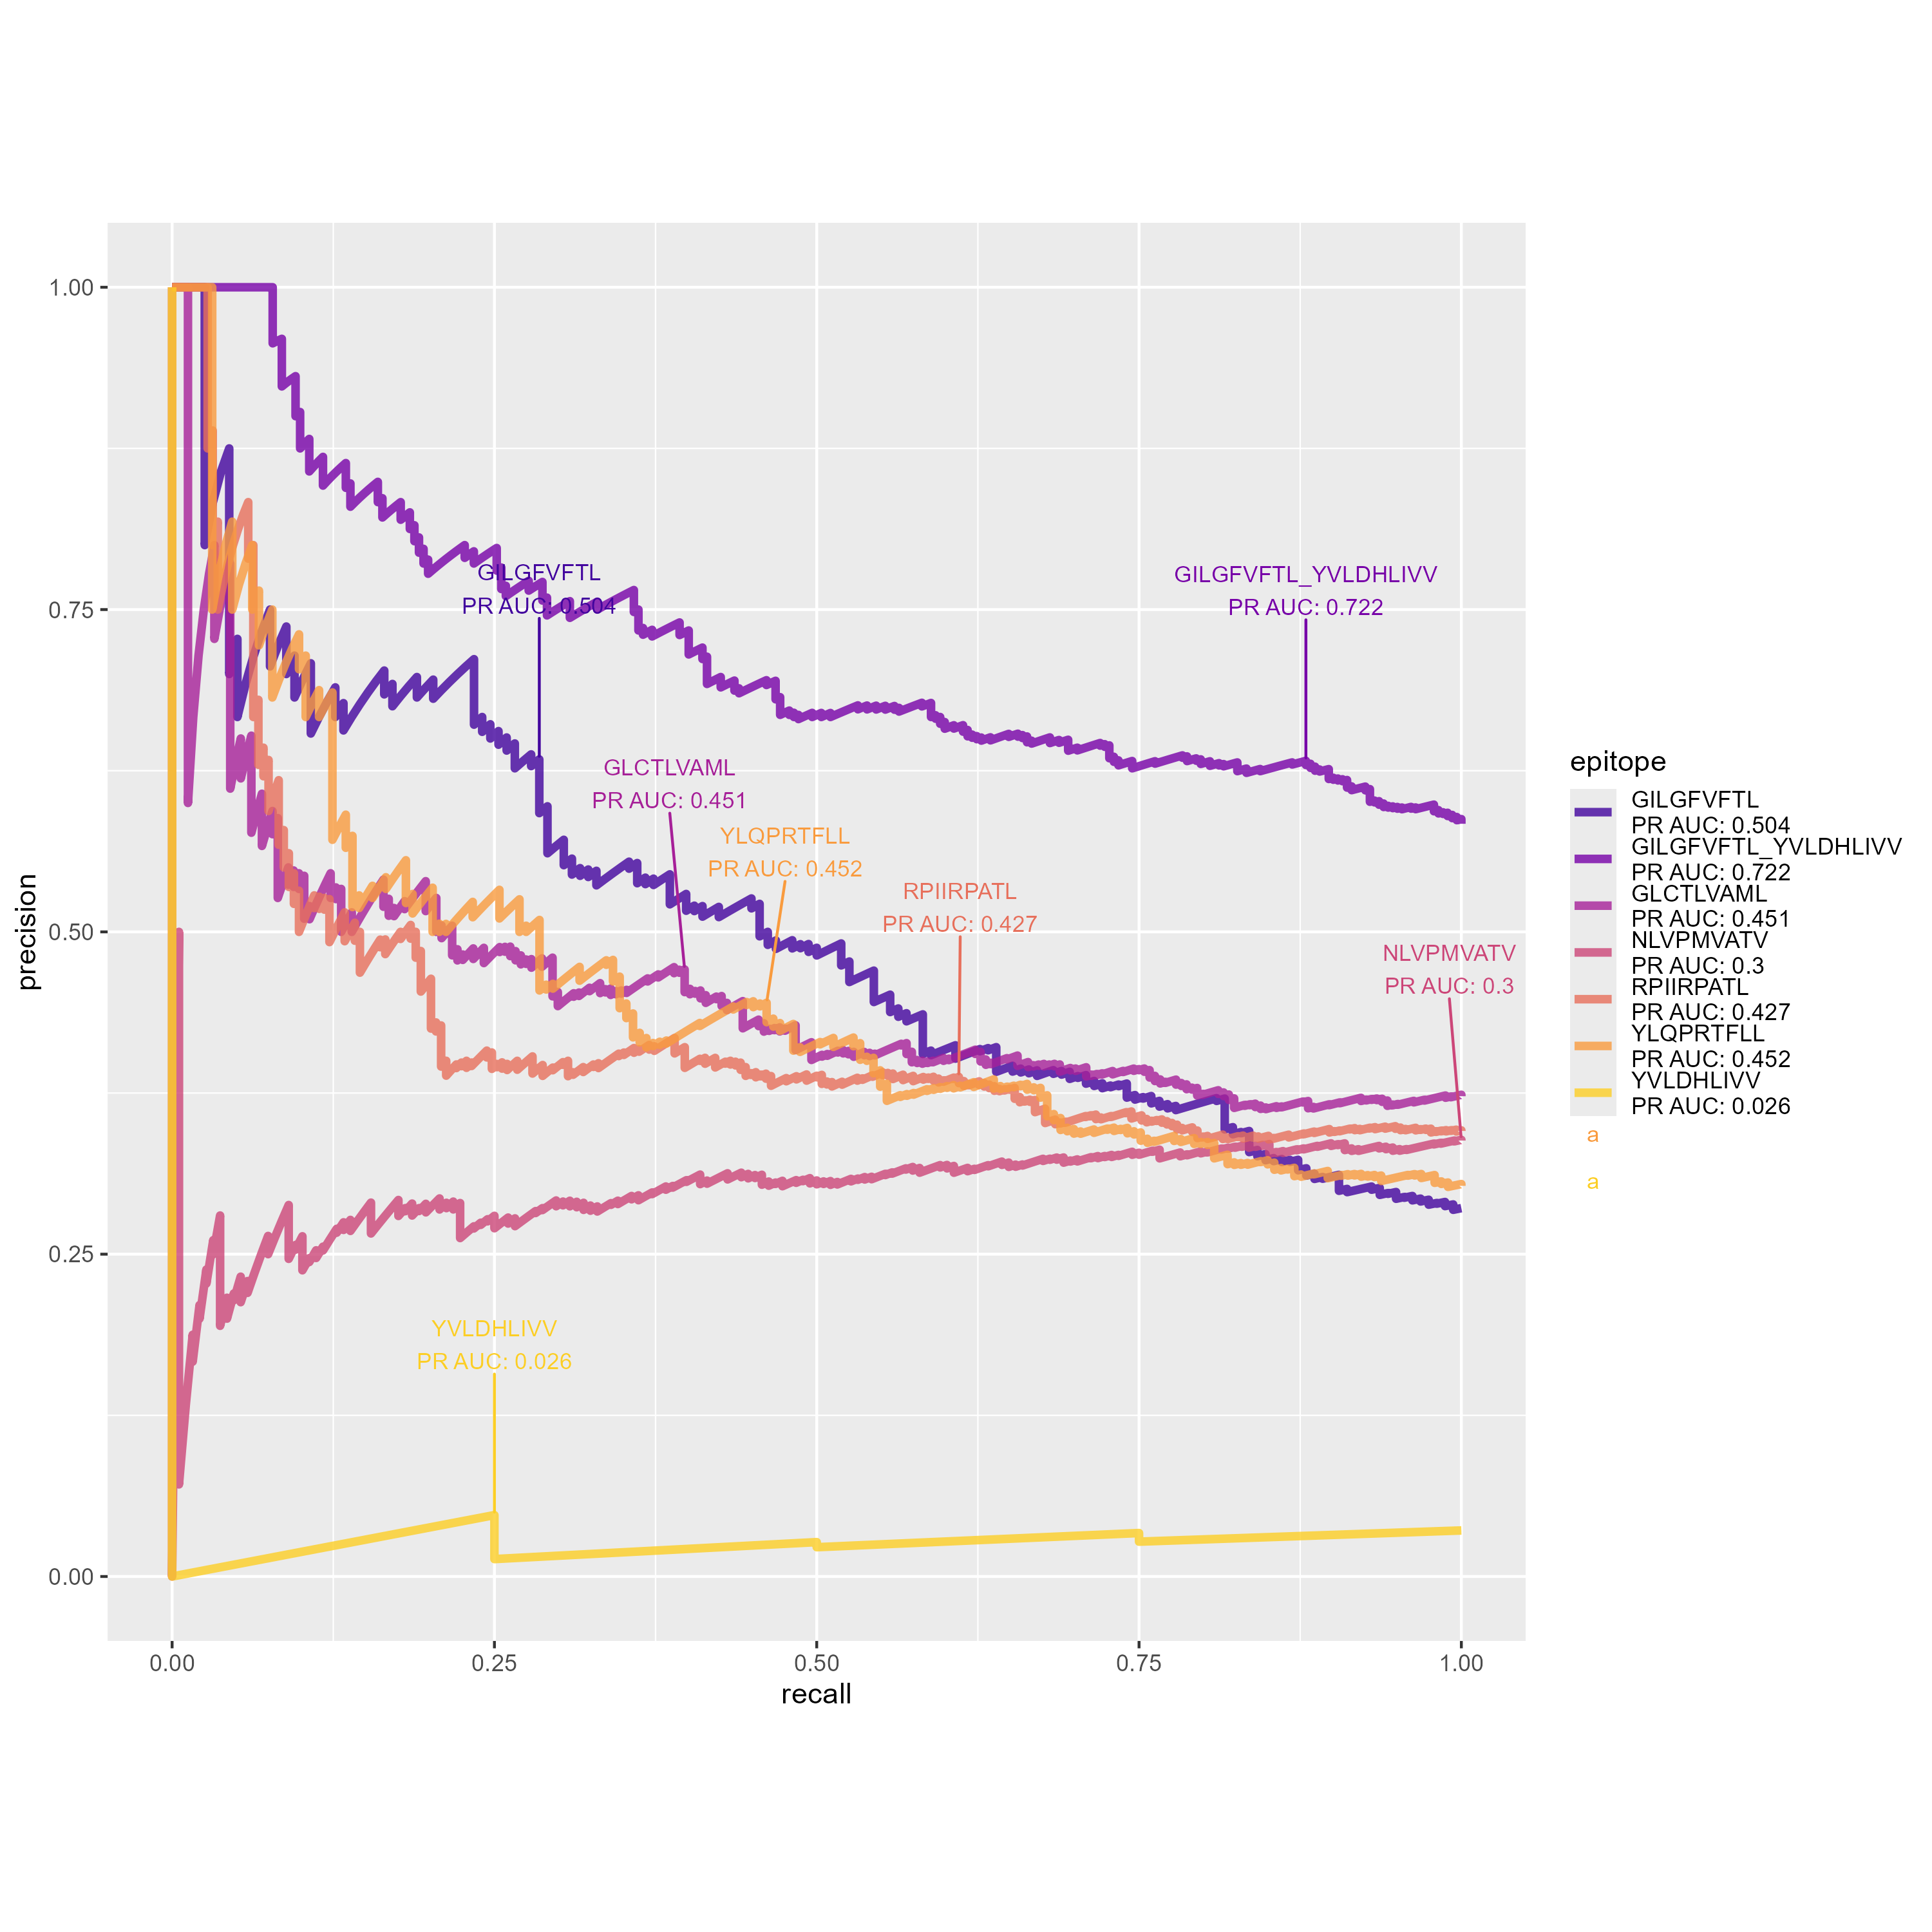 1.00
0.75
0.50
0.25
0.00
precision
GILGFVFTL
PR AUC: 0.504
GILGFVFTL_YVLDHLIVV
PR AUC: 0.722
GLCTLVAML
PR AUC: 0.451
YLQPRTFLL
PR AUC: 0.452
RPIIRPATL
PR AUC: 0.427
NLVPMVATV
PR AUC: 0.3
YVLDHLIVV
PR AUC: 0.026
0.00 0.25 0.50 0.75 1.00
recall
epitope
GILGFVFTL
PR AUC: 0.504
GILGFVFTL_YVLDHLIVV
PR AUC: 0.722
GLCTLVAML
PR AUC: 0.451
NLVPMVATV
PR AUC: 0.3
RPIIRPATL
PR AUC: 0.427
YLQPRTFLL
PR AUC: 0.452
YVLDHLIVV
PR AUC: 0.026
a
a